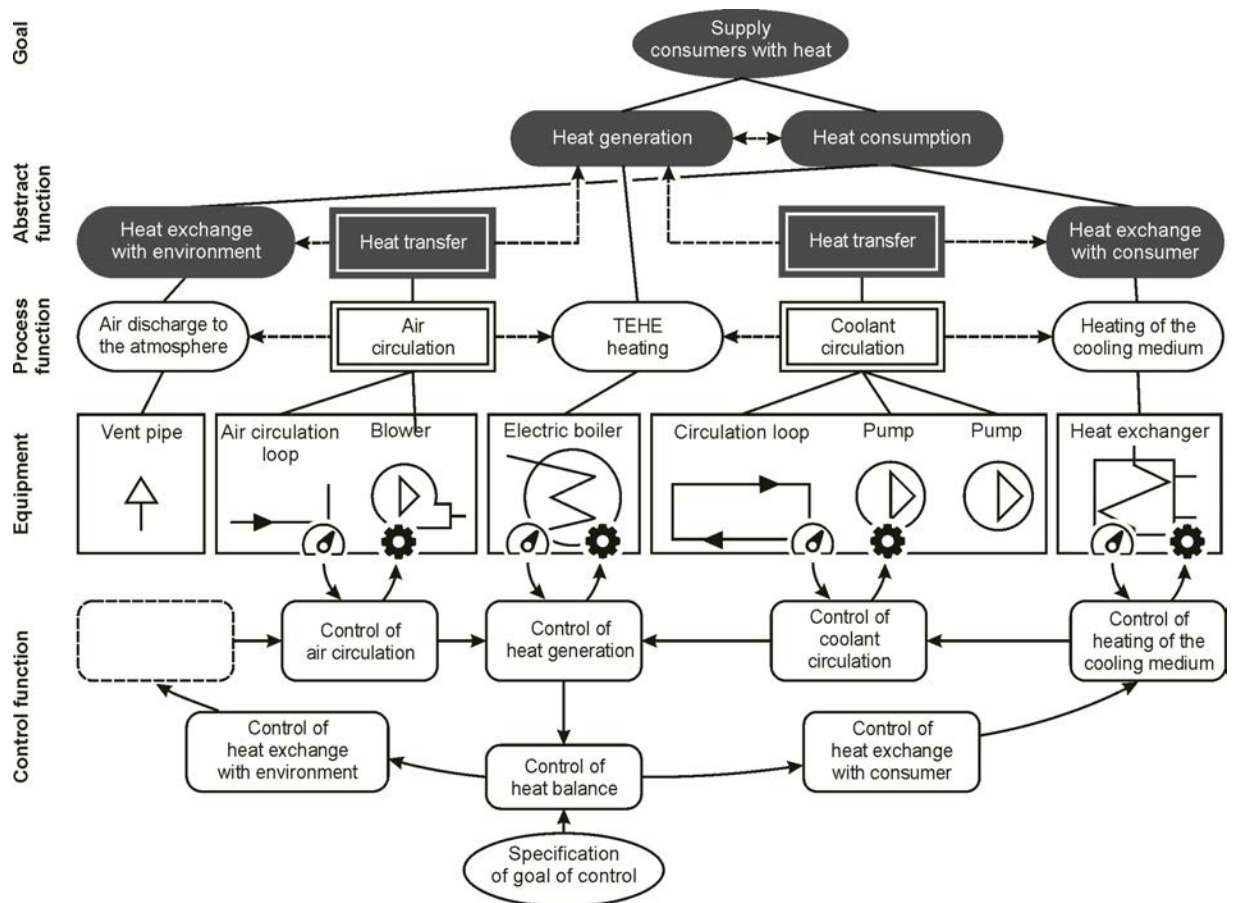 Goal
Supply
consumers with heat
Heat generation
Heat consumption
Abstract
function
Heat exchange
with environment
Heat transfer
Heat transfer
Heat exchange
with consumer
Process
function
Air discharge to
the atmosphere
Air
circulation
TEHE
heating
Coolant
circulation
Heating of the
cooling medium
Equipment
Vent pipe
Air circulation
loop
Blower
Electric boiler
Circulation loop
Pump
Pump
Heat exchanger
Control function
Control of
air circulation
Control of
heat generation
Control of
coolant
circulation
Control of
heating of the
cooling medium
Control of
heat exchange
with environment
Control of
heat balance
Control of
heat exchange
with consumer
Specification
of goal of control